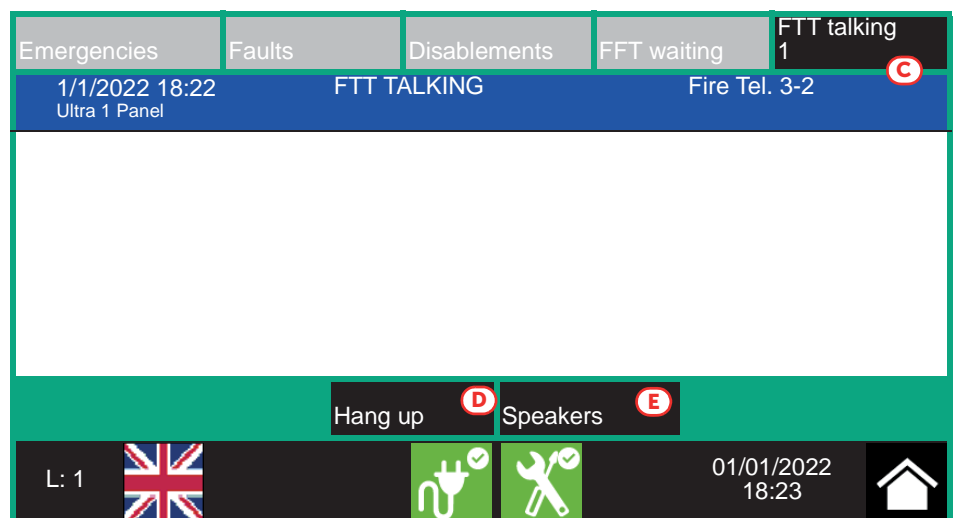 Emergencies
Faults
Disablements
FFT waiting
FTT talking
1
C
1/1/2022 18:22
FTT TALKING
Fire Tel. 3-2
Ultra 1 Panel
Hang up
D
Speakers
E
L: 1
01/01/2022
18:23